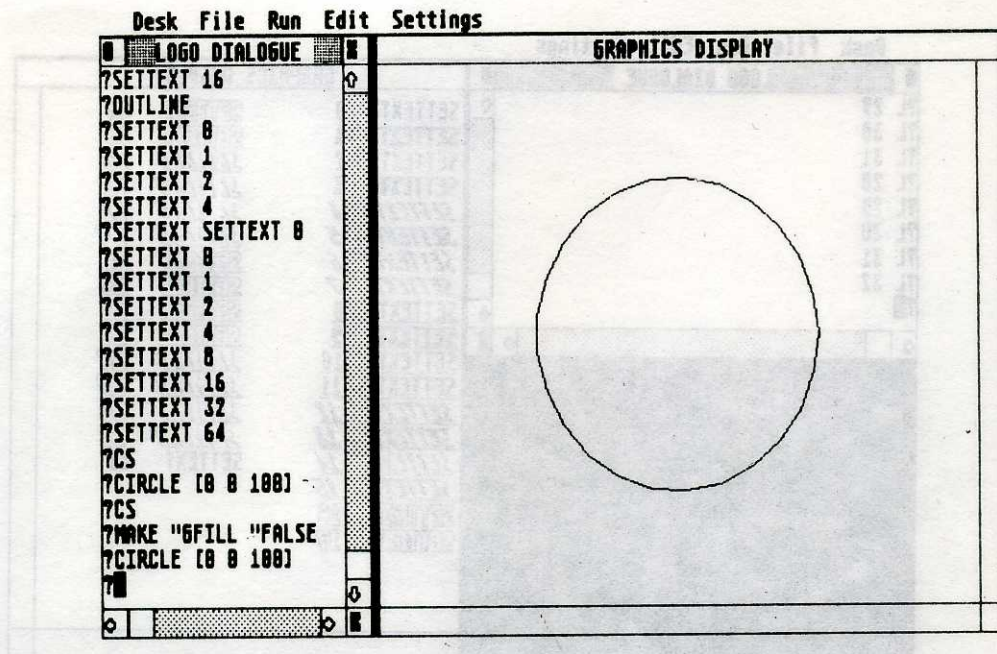 Desk File Run Edit Settings
LOGO DIALOGUE
?SETTEXT 16
?OUTLINE
?SETTEXT 0
?SETTEXT 1
?SETTEXT 2
?SETTEXT 4
?SETTEXT SETTEXT 0
?SETTEXT 0
?SETTEXT 1
?SETTEXT 2
?SETTEXT 4
?SETTEXT 8
?SETTEXT 16
?SETTEXT 32
?SETTEXT 64
?CS
?CIRCLE [0 0 100]
?CS
?MAKE "GFILL "FALSE
?CIRCLE [0 0 100]
?
GRAPHICS DISPLAY